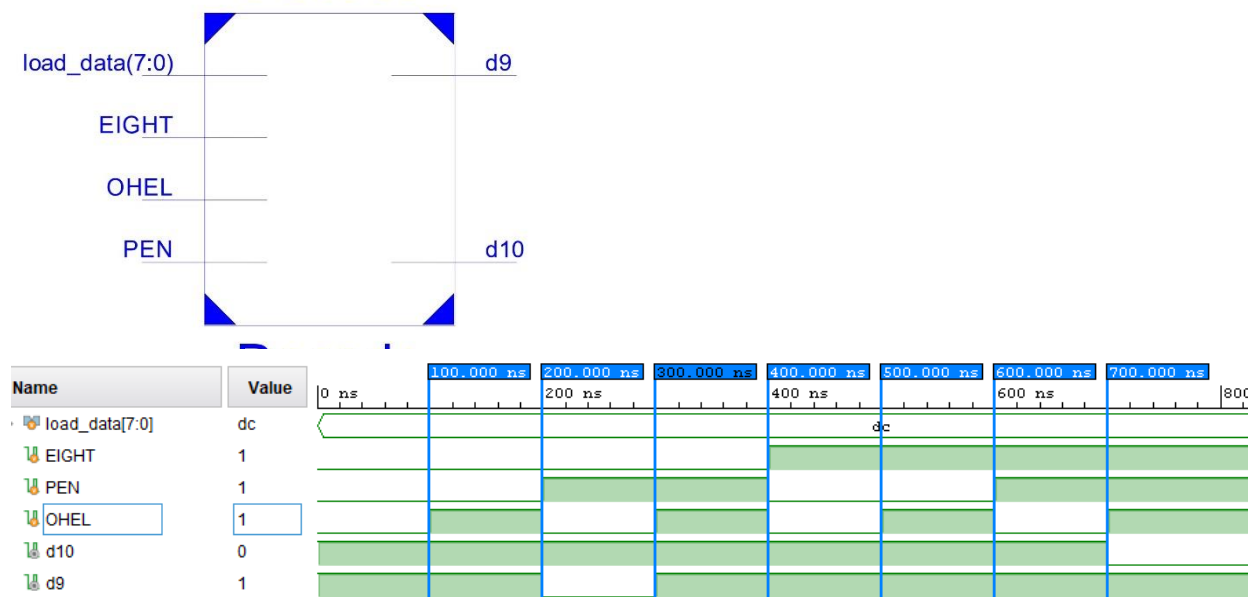 load_data(7:0) d9
EIGHT
OHEL
PEN d10
Name Value
100.000 ns 200.000 ns 300.000 ns 400.000 ns 500.000 ns 600.000 ns 700.000 ns
0 ns 200 ns 400 ns 600 ns 800
load_data[7:0] dc dc
EIGHT 1
PEN 1
OHEL 1
d10 0
d9 1